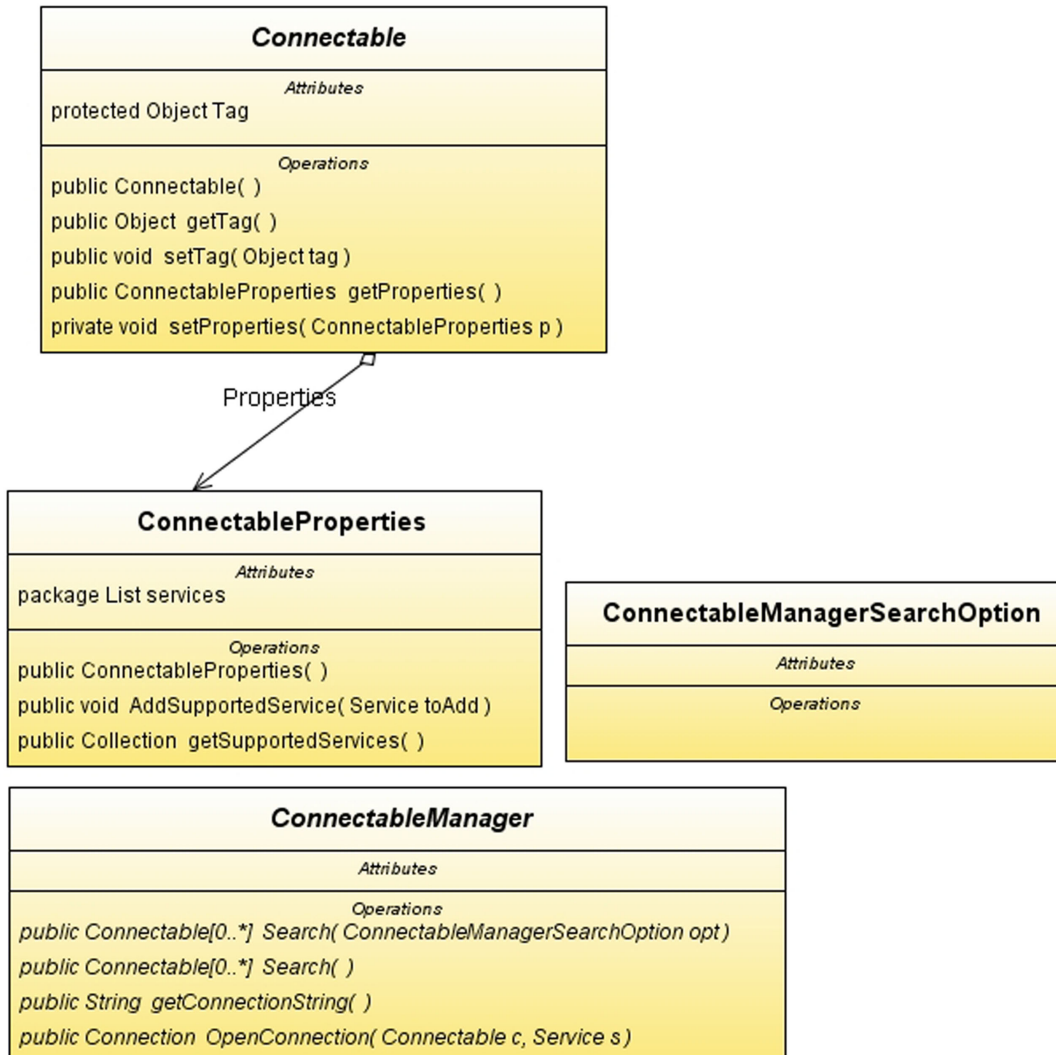 Connectable
Attributes
protected Object Tag
Operations
public Connectable( )
public Object getTag( )
public void setTag( Object tag )
public ConnectableProperties getProperties( )
private void setProperties( ConnectableProperties p )
Properties
ConnectableProperties
Attributes
package List services
Operations
public ConnectableProperties( )
public void AddSupportedService( Service toAdd )
public Collection getSupportedServices( )
ConnectableManagerSearchOption
Attributes
Operations
ConnectableManager
Attributes
Operations
public Connectable[0..*] Search( ConnectableManagerSearchOption opt )
public Connectable[0..*] Search( )
public String getConnectionString( )
public Connection OpenConnection( Connectable c, Service s )